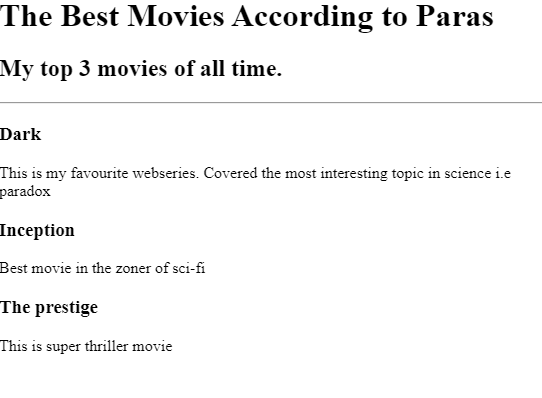 The Best Movies According to Paras
My top 3 movies of all time.
Dark
This is my favourite webseries. Covered the most interesting topic in science i.e
paradox
Inception
Best movie in the zoner of sci-fi
The prestige
This is super thriller movie